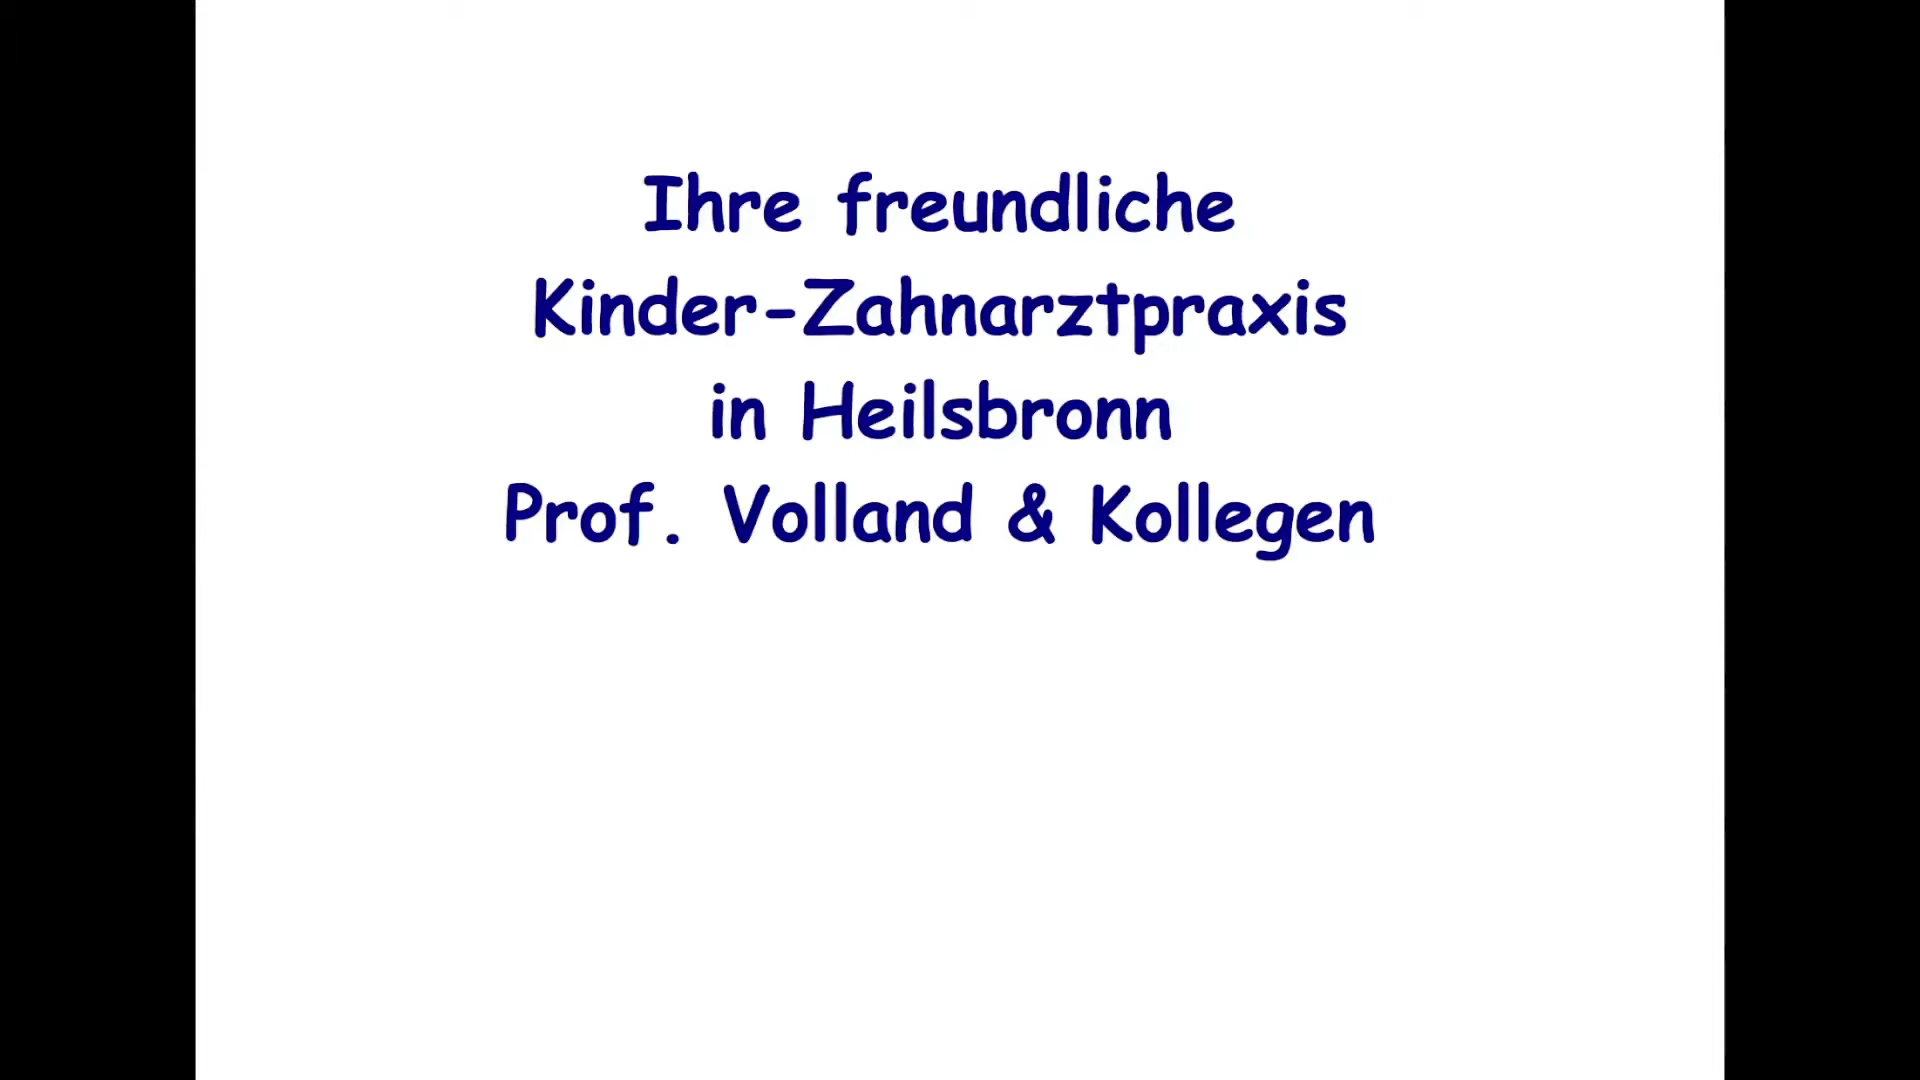 Ihre freundliche
Kinder-Zahnarztpraxis
in Heilsbronn
Prof. Volland & Kollegen